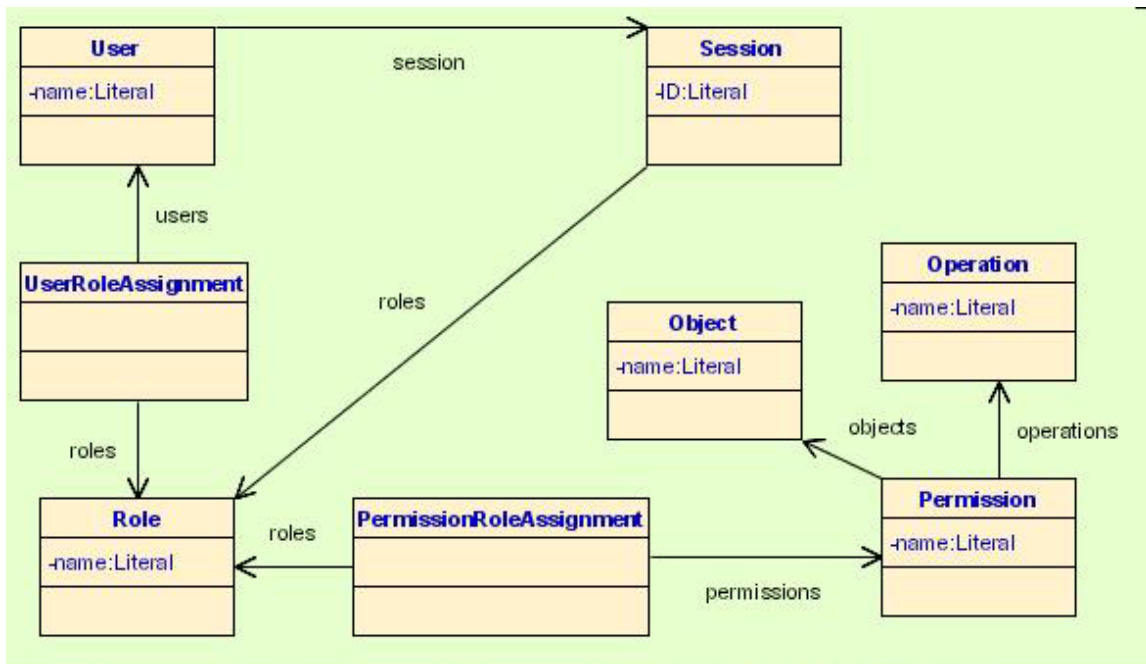 User
-name:Literal
session
Session
-ID:Literal
users
UserRoleAssignment
roles
roles
Object
-name:Literal
Operation
-name:Literal
objects
operations
Role
-name:Literal
roles
PermissionRoleAssignment
permissions
Permission
-name:Literal